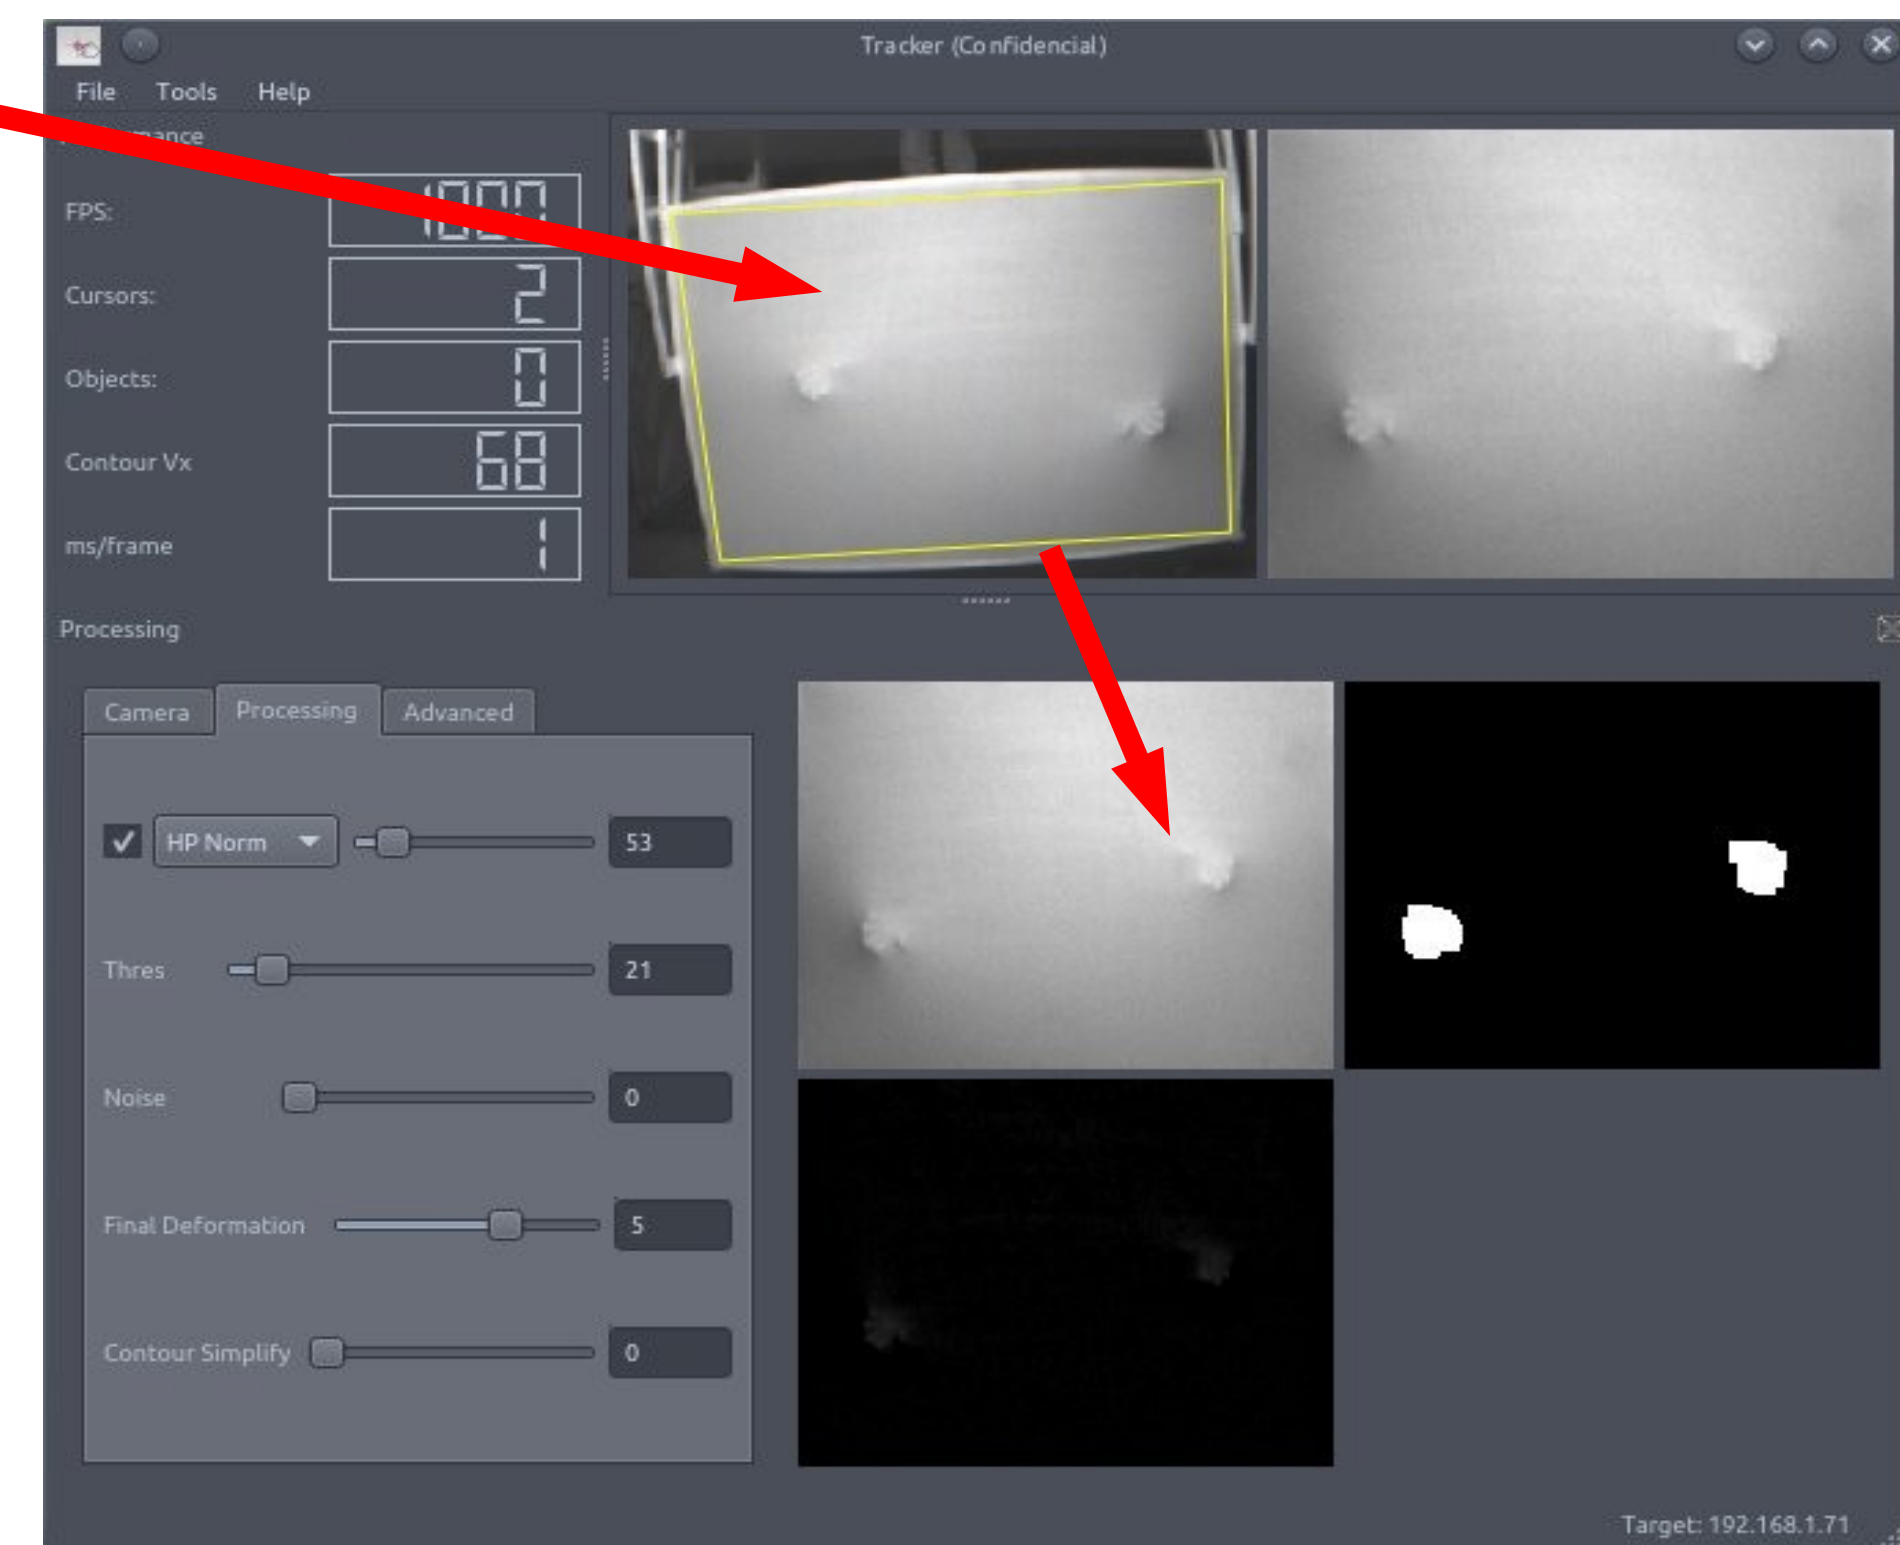 Tracker (Confidencial)
File Tools Help
FPS: 1000
Cursors: 2
Objects: 0
Contour Vx 68
ms/frame 1
Processing
Camera Processing Advanced
HP Norm 53
Thres 21
Noise 0
Final Deformation 5
Contour Simplify 0
Target: 192.168.1.71